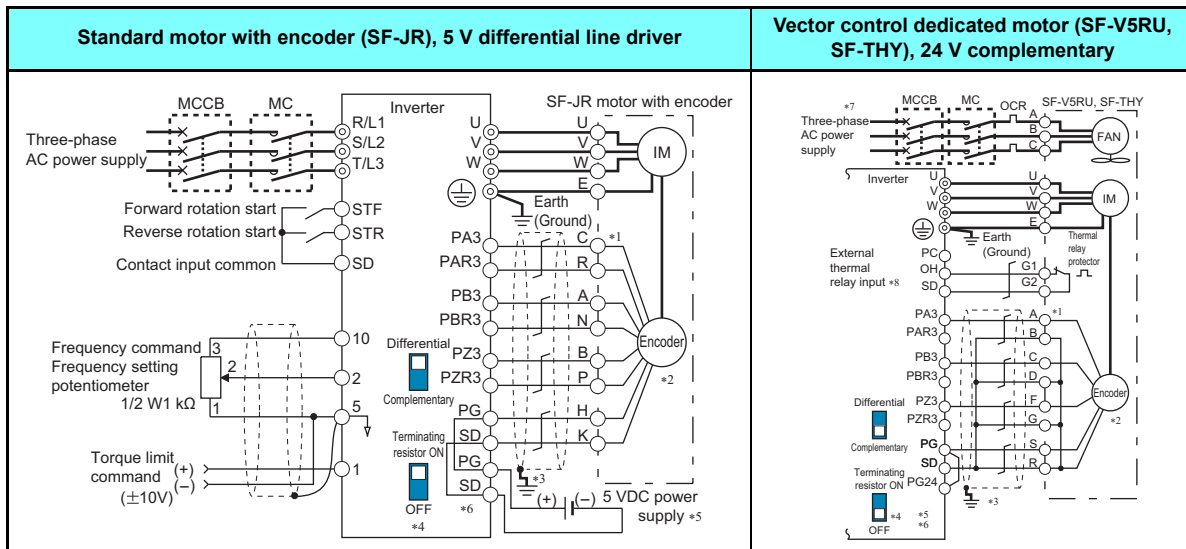 Standard motor with encoder (SF-JR), 5 V differential line driver
MCCB
MC
R/L1
S/L2
T/L3
Three-phase
AC power supply
Inverter
SF-JR motor with encoder
U
V
W
U
V
W
E
IM
Earth
(Ground)
Forward rotation start
Reverse rotation start
Contact input common
STF
STR
SD
PA3
PAR3
PB3
PBR3
PZ3
PZR3
PG
SD
PG
SD
C
R
A
N
B
P
H
K
*1
Encoder
*2
Differential
Complementary
Terminating
resistor ON
OFF
*4
*6
*3
(+)
(−)
5 VDC power
supply *5
Frequency command
Frequency setting
potentiometer
1/2 W1 kΩ
3
2
1
10
2
5
1
Torque limit
command
(±10V)
(+)
(−)
Vector control dedicated motor (SF-V5RU,
SF-THY), 24 V complementary
*7
Three-phase
AC power
supply
MCCB
MC
OCR
A
B
C
SF-V5RU, SF-THY
FAN
Inverter
U
V
W
U
V
W
E
IM
Earth
(Ground)
Thermal
relay
protector
External
thermal
relay input *8
PC
OH
SD
G1
G2
PA3
PAR3
PB3
PBR3
PZ3
PZR3
PG
SD
PG24
A
B
C
D
F
G
S
R
*1
Encoder
*2
Differential
Complementary
Terminating
resistor ON
OFF
*4
*5
*6
*3